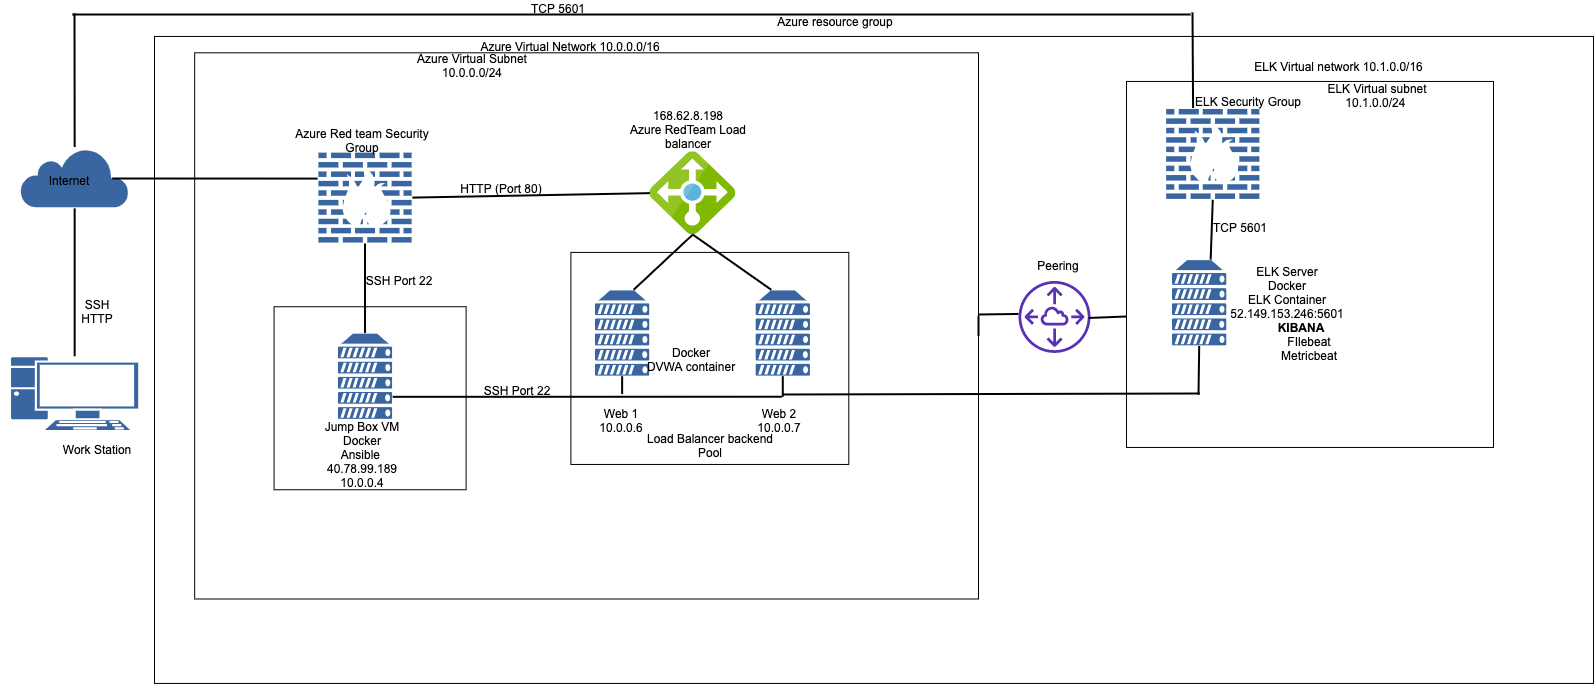 TCP 5601
Azure resource group
Azure Virtual Network 10.0.0.0/16
Azure Virtual Subnet
10.0.0.0/24
ELK Virtual network 10.1.0.0/16
ELK Virtual subnet
10.1.0.0/24
ELK Security Group
168.62.8.198
Azure RedTeam Load
balancer
Azure Red team Security
Group
Internet
HTTP (Port 80)
TCP 5601
SSH Port 22
Peering
ELK Server
Docker
ELK Container
52.149.153.246:5601
KIBANA
FIlebeat
Metricbeat
SSH
HTTP
Docker
DVWA container
SSH Port 22
Web 1
10.0.0.6
Web 2
10.0.0.7
Load Balancer backend
Pool
Jump Box VM
Docker
Ansible
40.78.99.189
10.0.0.4
Work Station